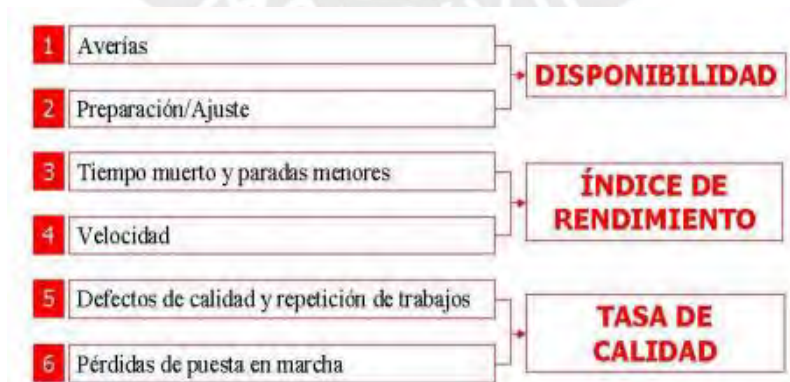 1 Averías
DISPONIBILIDAD
2 Preparación/Ajuste
3 Tiempo muerto y paradas menores
ÍNDICE DE
RENDIMIENTO
4 Velocidad
5 Defectos de calidad y repetición de trabajos
TASA DE
CALIDAD
6 Pérdidas de puesta en marcha